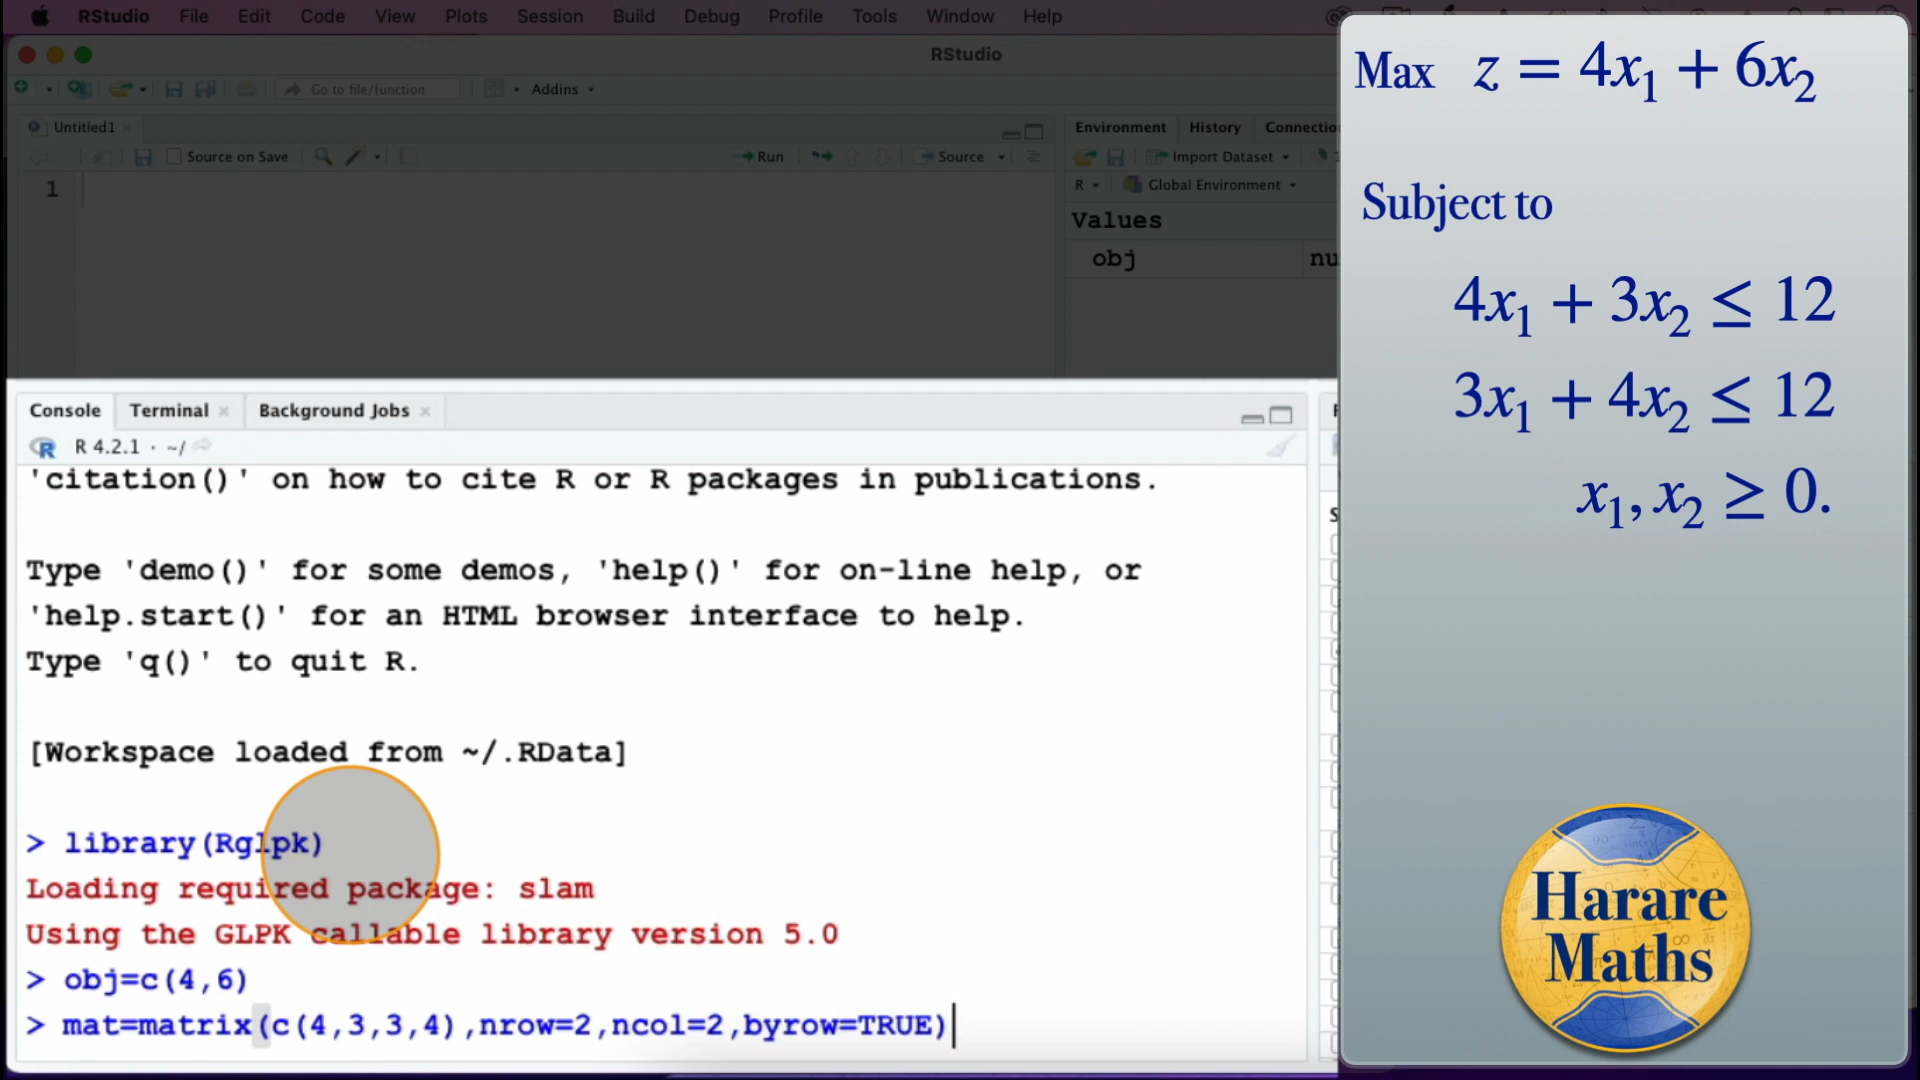 RStudio File Edit Code View Plots Session Build Debug Profile Tools Window Help
RStudio
Go to file/function Addins
Untitled1
Source on Save Run Source
1
Environment History Connectio
Import Dataset
R Global Environment
Values
obj nu
Console Terminal Background Jobs
R 4.2.1 · ~/
'citation()' on how to cite R or R packages in publications.
Type 'demo()' for some demos, 'help()' for on-line help, or
'help.start()' for an HTML browser interface to help.
Type 'q()' to quit R.
[Workspace loaded from ~/.RData]
> library(Rglpk)
Loading required package: slam
Using the GLPK callable library version 5.0
> obj=c(4,6)
> mat=matrix(c(4,3,3,4),nrow=2,ncol=2,byrow=TRUE)
Max z = 4x₁ + 6x₂
Subject to
4x₁ + 3x₂ ≤ 12
3x₁ + 4x₂ ≤ 12
x₁, x₂ ≥ 0.
Harare
Maths